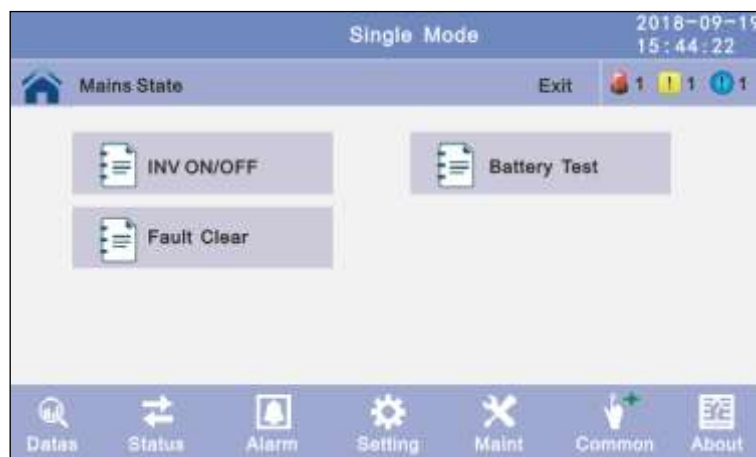 Single Mode
2018-09-19
15:44:22
Mains State
Exit
1
1
1
INV ON/OFF
Battery Test
Fault Clear
Datas
Status
Alarm
Setting
Maint
Common
About